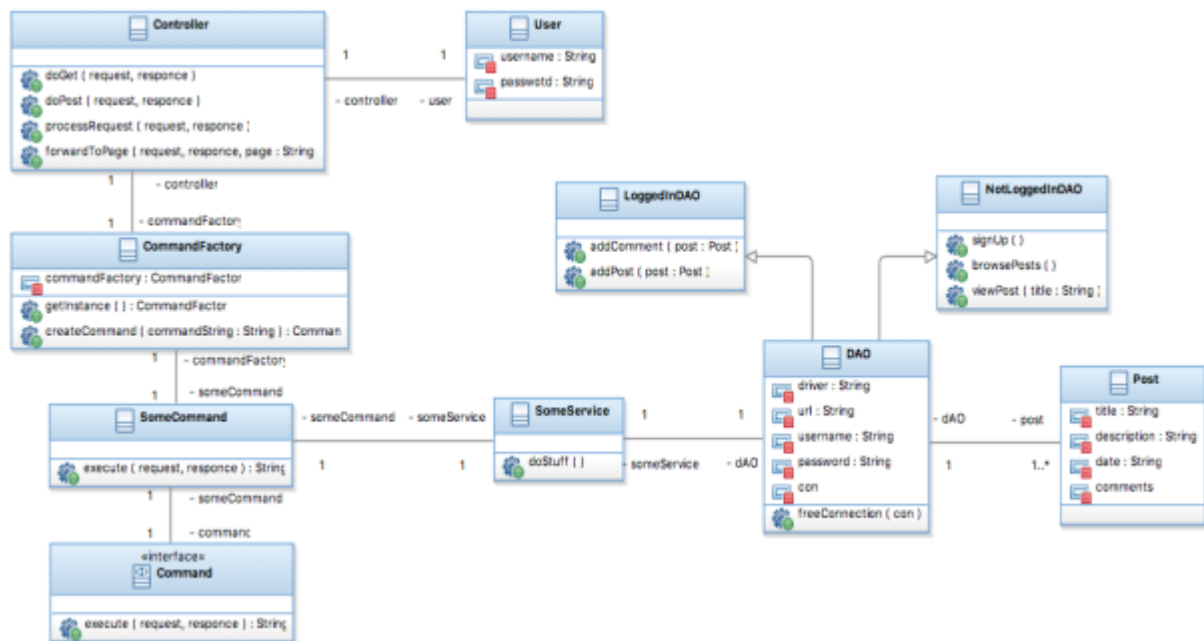 Controller
doGet ( request, responce )
doPost ( request, responce )
processRequest ( request, responce )
forwardToPage ( request, responce, page : String
1
1
- controller
- user
User
username : String
passwotd : String
1
- controller
1
- commandFactory
CommandFactory
commandFactory : CommandFactor
getInstance ( ) : CommandFactor
createCommand ( commandString : String ) : Comman
1
- commandFactory
1
- someCommand
SomeCommand
execute ( request, responce ) : String
- someCommand
- someService
1
1
1
- someCommand
1
- command
«interface»
Command
execute ( request, responce ) : String
SomeService
doStuff ( )
1
1
- someService
- dAO
LoggedInDAO
addComment ( post : Post )
addPost ( post : Post )
NotLoggedInDAO
signUp ( )
browsePosts ( )
viewPost ( title : String )
DAO
driver : String
url : String
username : String
password : String
con
freeConnection ( con )
- dAO
- post
1
1..*
Post
title : String
description : String
date : String
comments